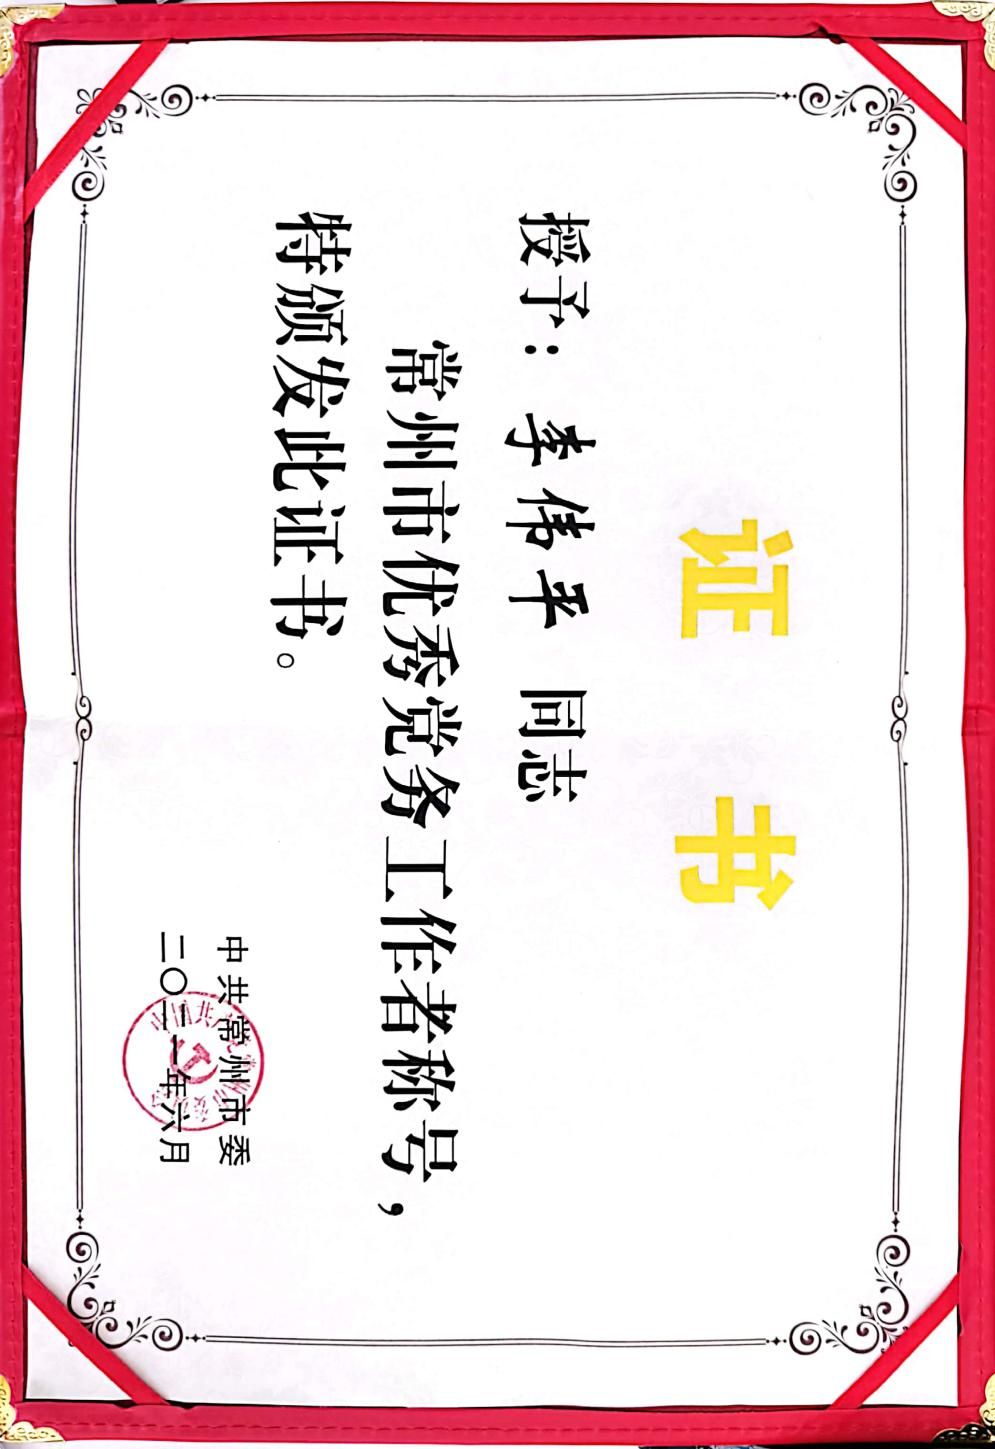 证书
授予：李伟平 同志
常州市优秀党务工作者称号，
特颁发此证书。
中共常州市委
二〇二一年六月